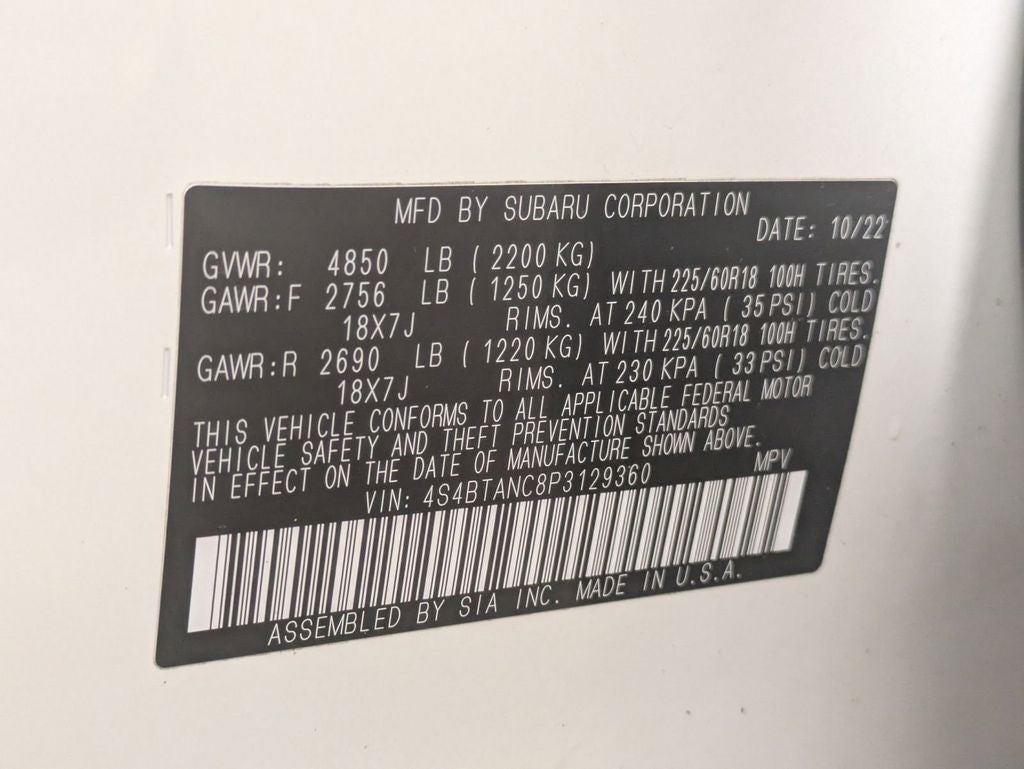 MFD BY SUBARU CORPORATION
DATE: 10/22
GVWR: 4850 LB (2200 KG)
GAWR:F 2756 LB (1250 KG) WITH 225/60R18 100H TIRES.
18X7J RIMS. AT 240 KPA (35 PSI) COLD
GAWR:R 2690 LB (1220 KG) WITH 225/60R18 100H TIRES.
18X7J RIMS. AT 230 KPA (33 PSI) COLD
THIS VEHICLE CONFORMS TO ALL APPLICABLE FEDERAL MOTOR
VEHICLE SAFETY AND THEFT PREVENTION STANDARDS
IN EFFECT ON THE DATE OF MANUFACTURE SHOWN ABOVE.
VIN: 4S4BTANC8P3129360 MPV
ASSEMBLED BY SIA INC. MADE IN U.S.A.